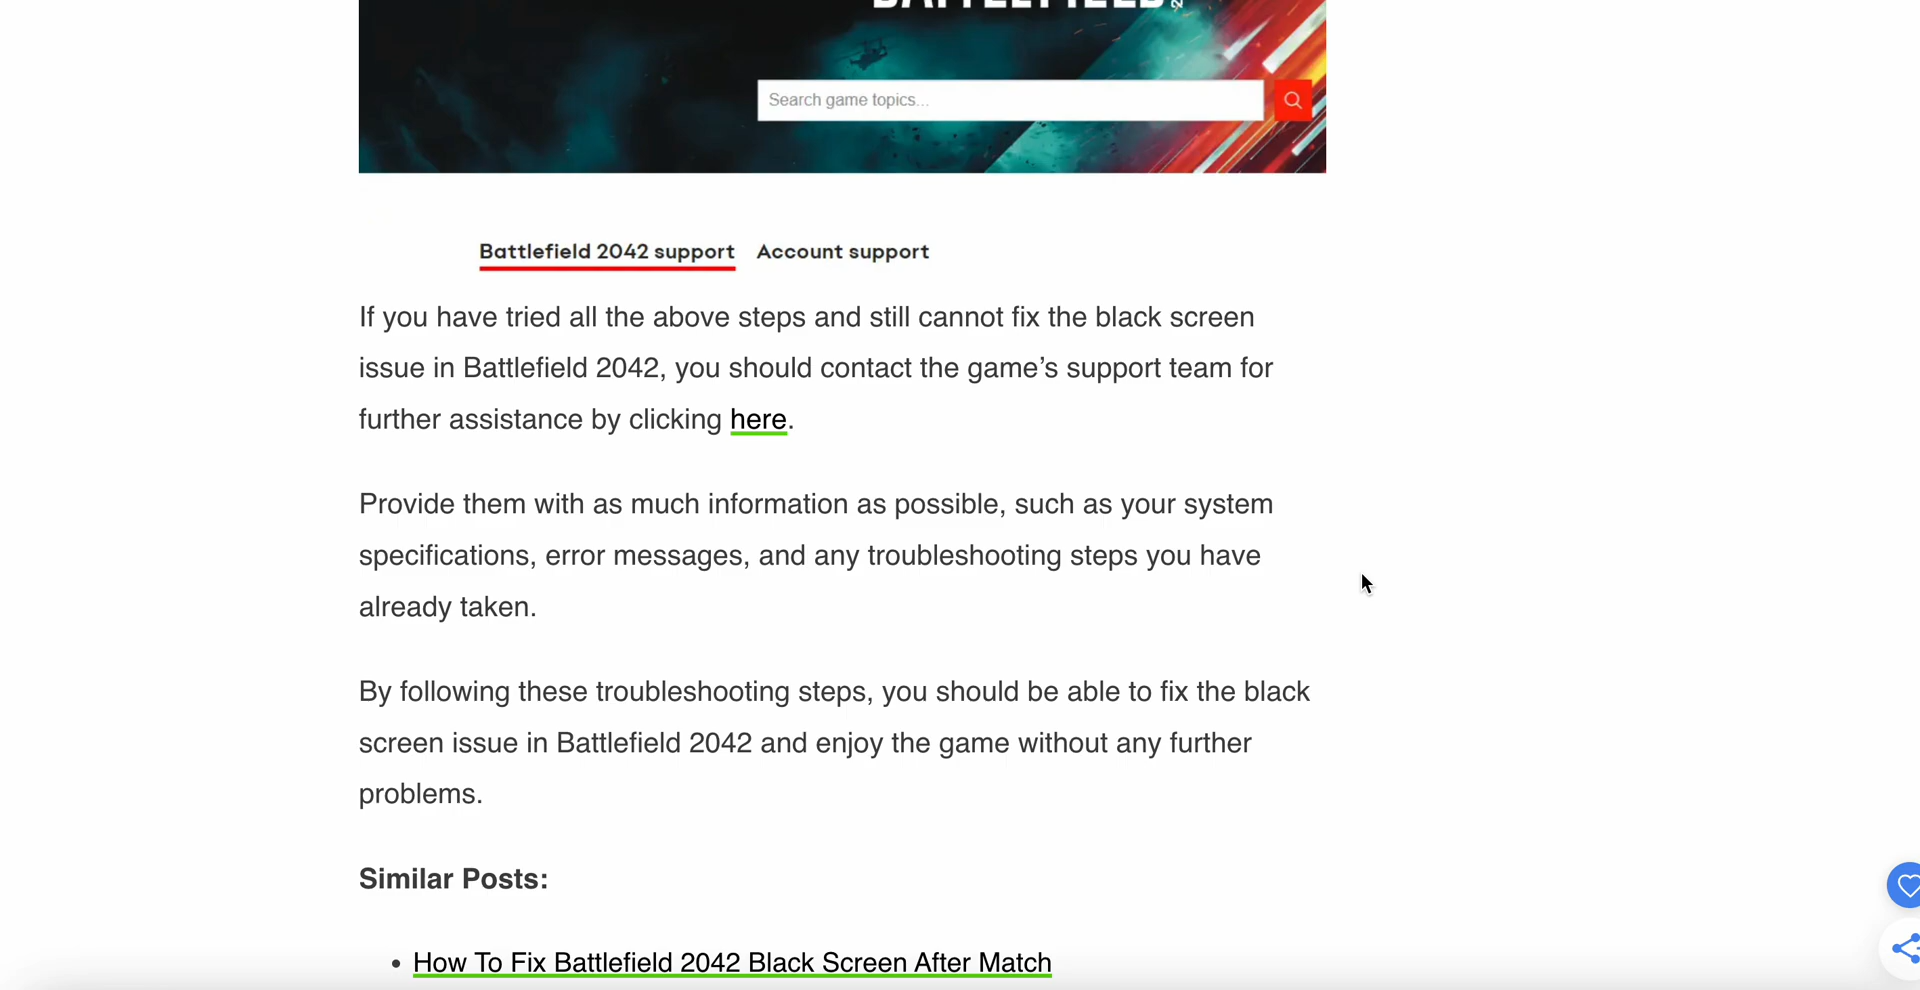 Search game topics...
Battlefield 2042 support Account support
If you have tried all the above steps and still cannot fix the black screen
issue in Battlefield 2042, you should contact the game’s support team for
further assistance by clicking here.
Provide them with as much information as possible, such as your system
specifications, error messages, and any troubleshooting steps you have
already taken.
By following these troubleshooting steps, you should be able to fix the black
screen issue in Battlefield 2042 and enjoy the game without any further
problems.
Similar Posts:
• How To Fix Battlefield 2042 Black Screen After Match